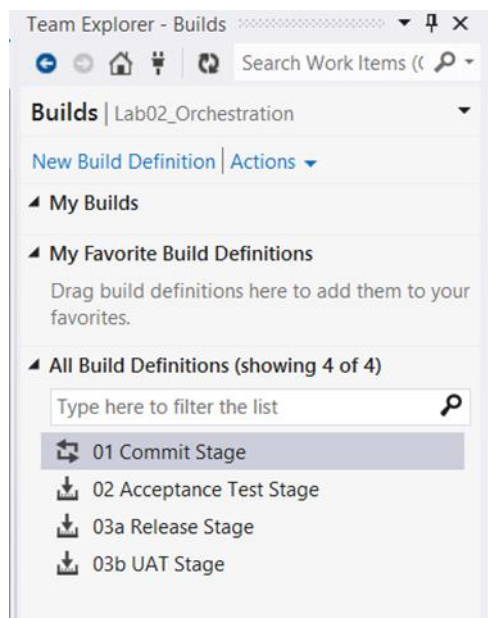 Team Explorer - Builds
Search Work Items ((
Builds | Lab02_Orchestration
New Build Definition | Actions
My Builds
My Favorite Build Definitions
Drag build definitions here to add them to your
favorites.
All Build Definitions (showing 4 of 4)
Type here to filter the list
01 Commit Stage
02 Acceptance Test Stage
03a Release Stage
03b UAT Stage